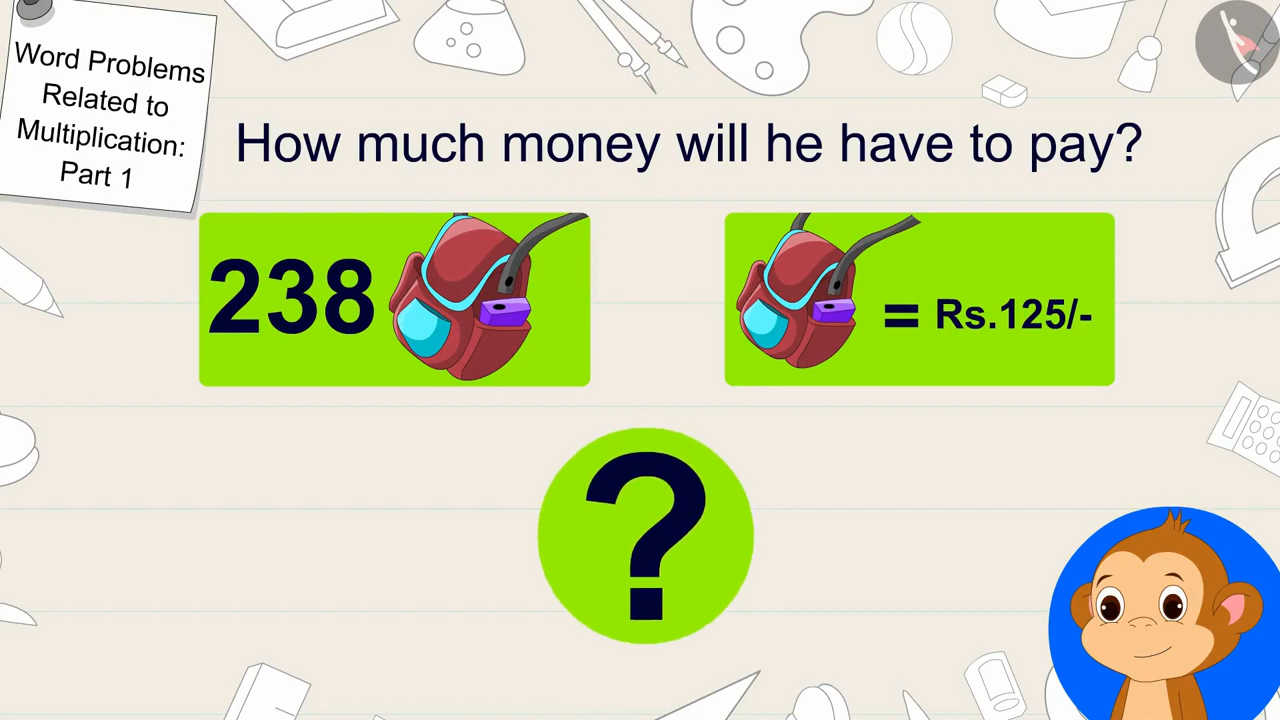 Word Problems
Related to
Multiplication:
Part 1
How much money will he have to pay?
238
= Rs.125/-
?